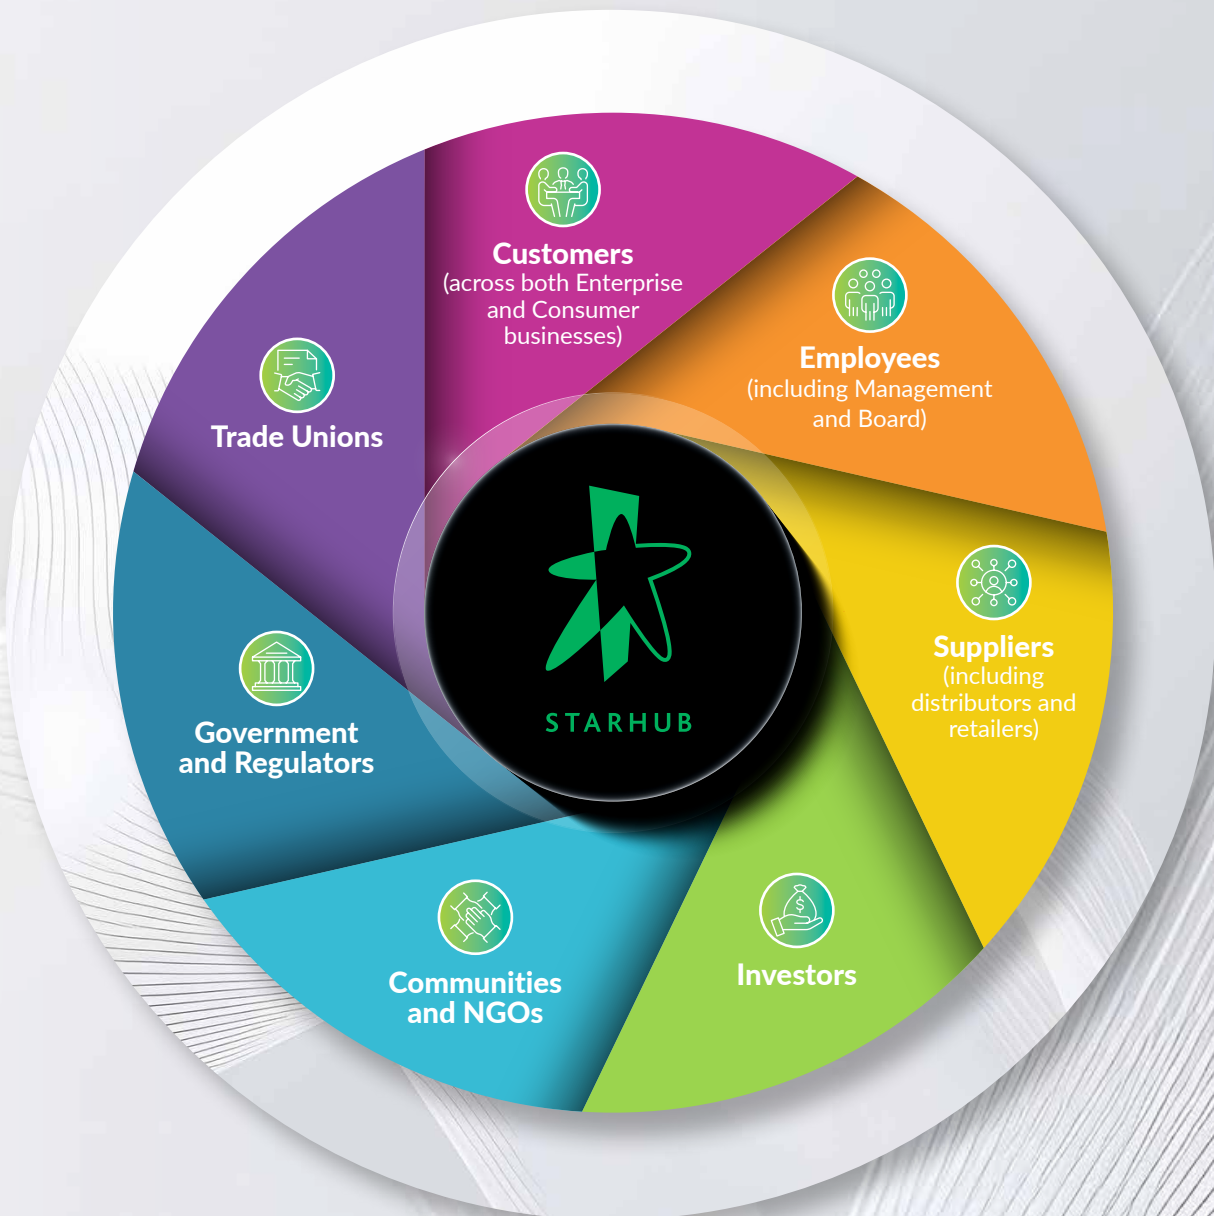 Customers
(across both Enterprise
and Consumer
businesses)
Employees
(including Management
and Board)
Suppliers
(including
distributors and
retailers)
Investors
$
Communities
and NGOs
Government
and Regulators
Trade Unions
STARHUB